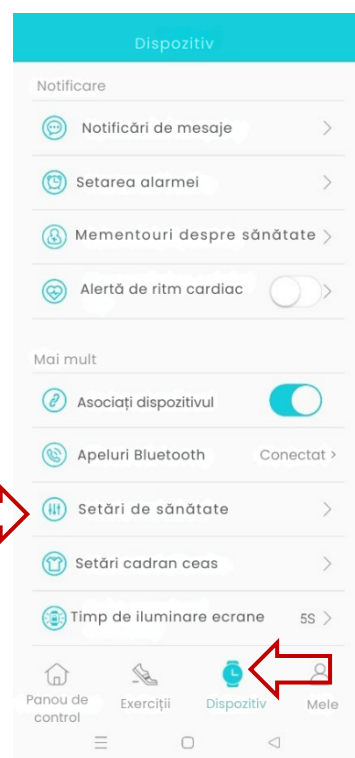 Dispozitiv
Notificare
Notificări de mesaje
Setarea alarmei
Mementouri despre sănătate
Alertă de ritm cardiac
Mai mult
Asociați dispozitivul
Apeluri Bluetooth Conectat
Setări de sănătate
Setări cadran ceas
Timp de iluminare ecrane 5S
Panou de control Exerciții Dispozitiv Mele